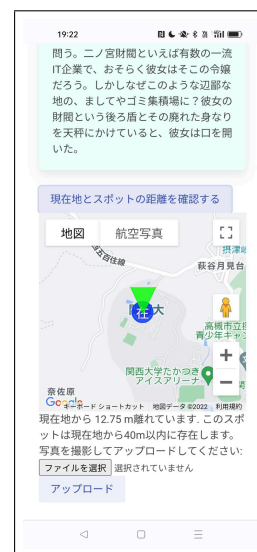 19:22
問う。二ノ宮財閥といえば有数の一流
IT企業で、おそらく彼女はそこの令嬢
だろう。しかしなぜこのような辺鄙な
地の、ましてやゴミ集積場に？彼女の
財閥という後ろ盾とその廃れた身なり
を天秤にかけていると、彼女は口を開
いた。
現在地とスポットの距離を確認する
地図 航空写真
摂津峡
萩谷月見台
大
在
高槻市立
青少年キャン
関西大学たかつき
アイスアリーナ
奈佐原
Google
キーボード ショートカット 地図データ ©2022 利用規約
現在地から 12.75 m離れています. このスポ
ットは現在地から40m以内に存在します。
写真を撮影してアップロードしてください:
ファイルを選択 選択されていません
アップロード